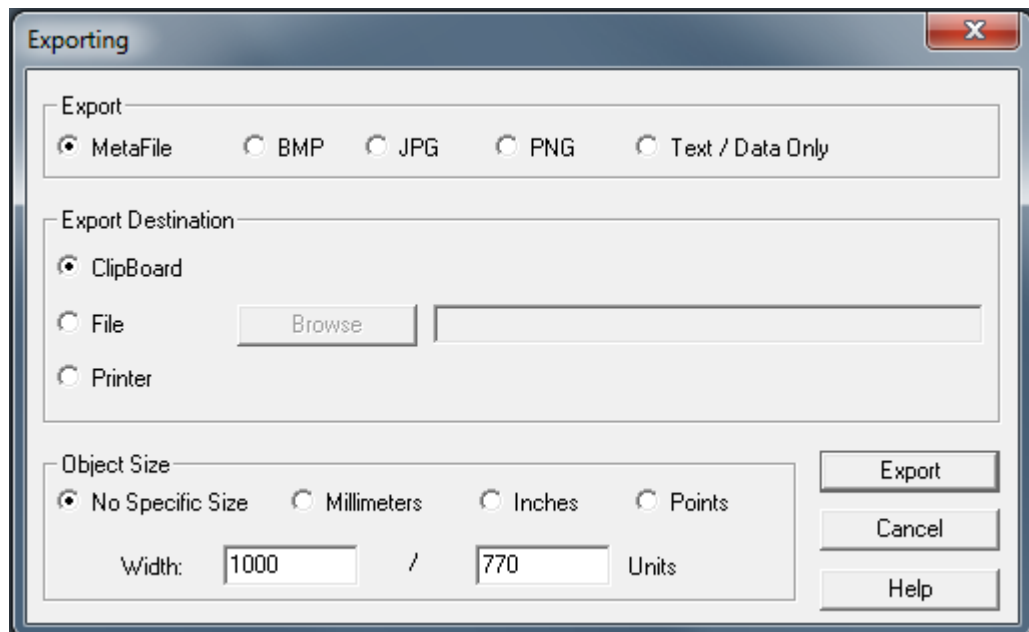 Exporting
Export
MetaFile BMP JPG PNG Text / Data Only
Export Destination
ClipBoard
File Browse
Printer
Object Size
No Specific Size Millimeters Inches Points
Width: 1000 / 770 Units
Export
Cancel
Help